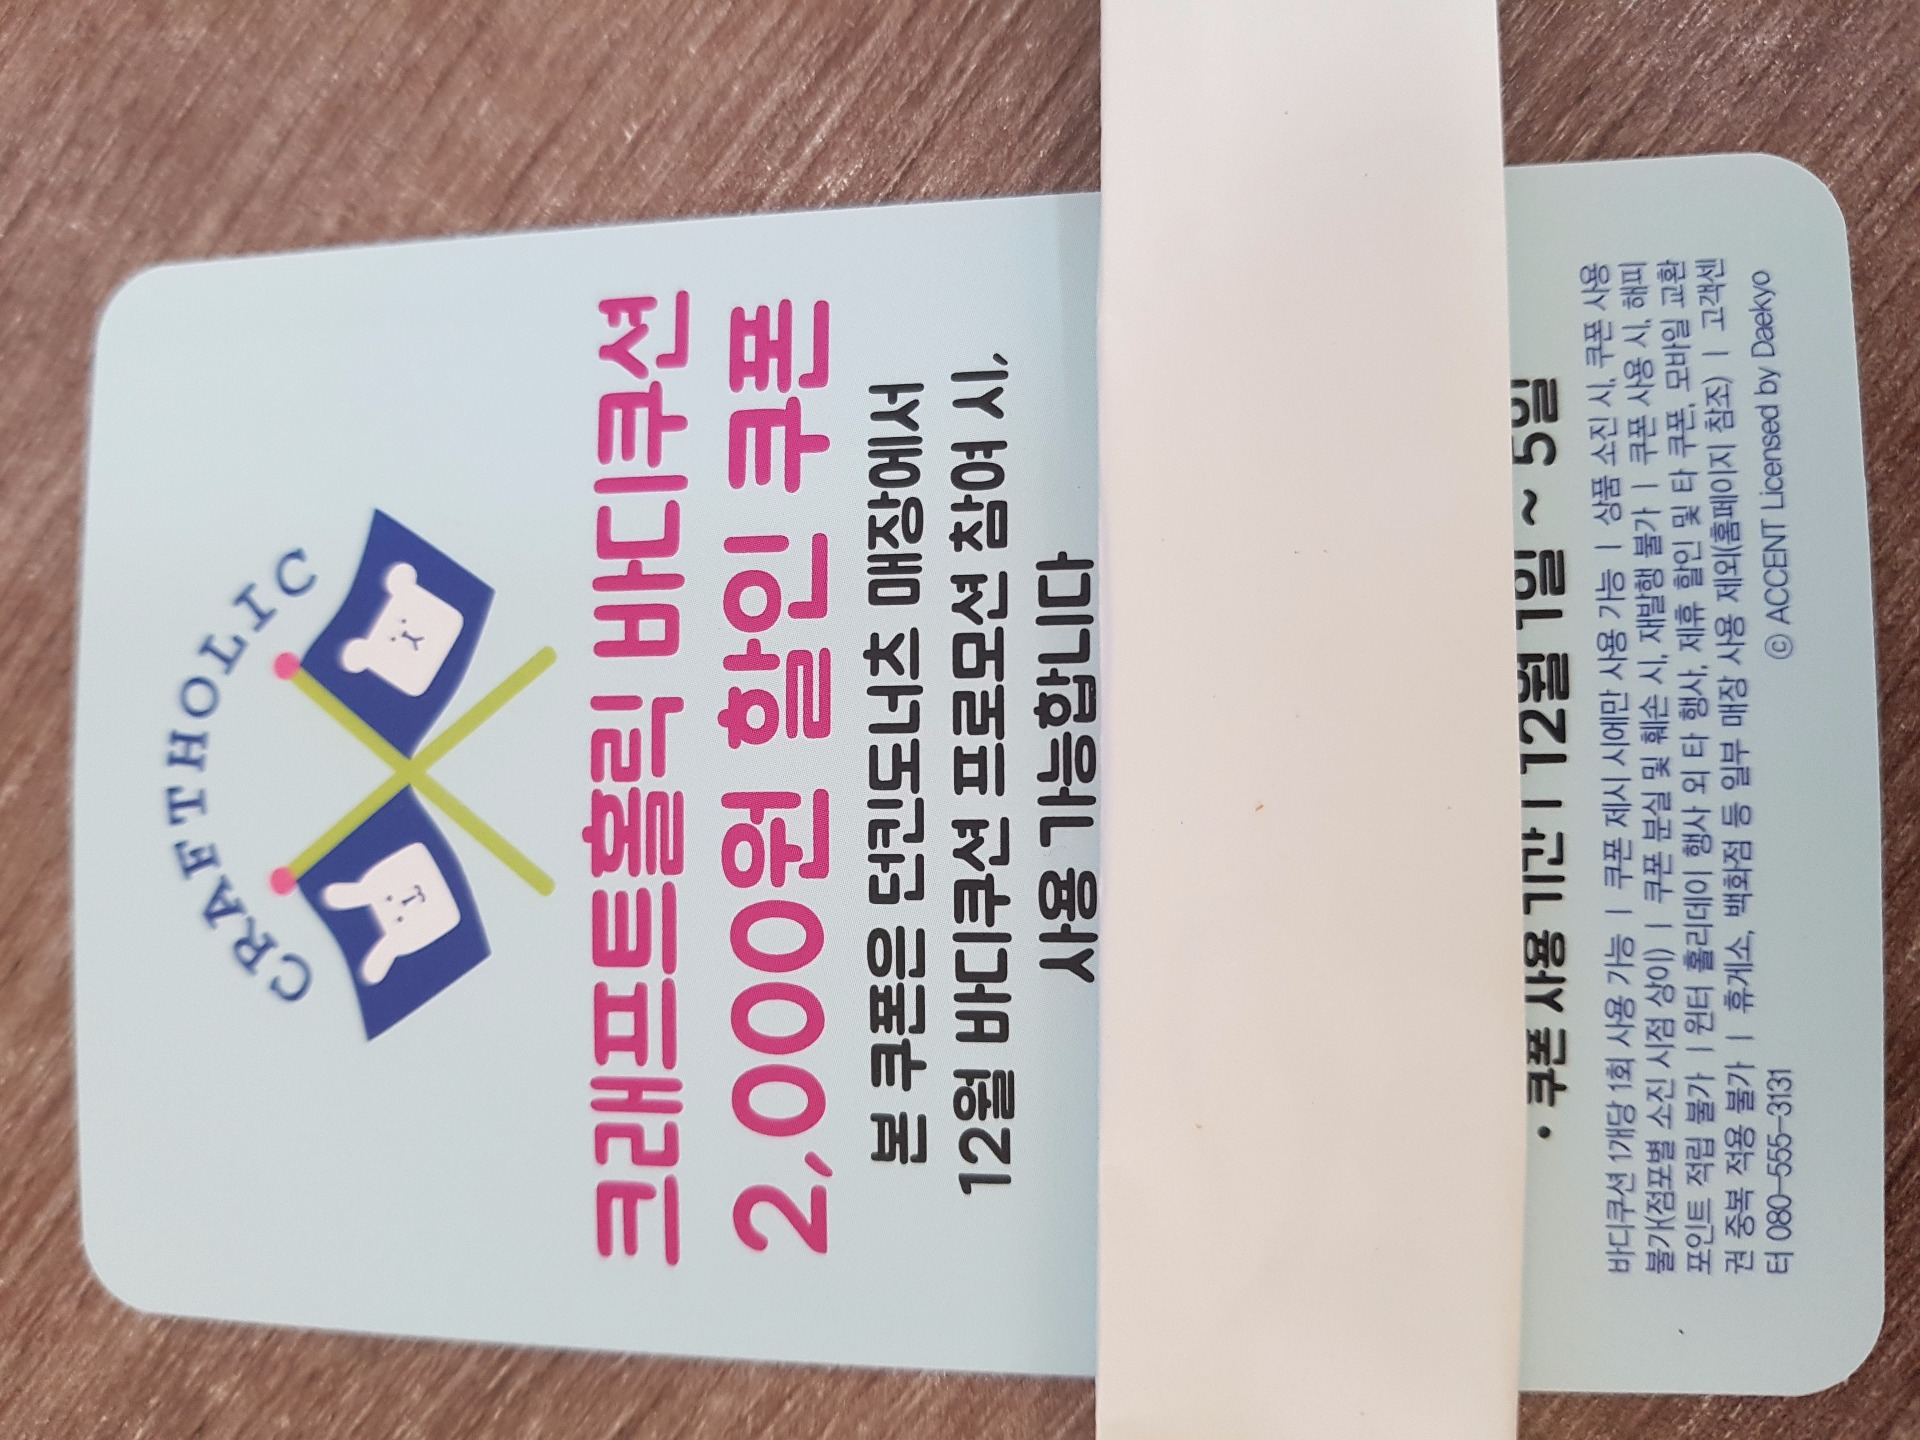 CRAFTHOLIC
크래프트홀릭 바디쿠션
2,000원 할인 쿠폰
본 쿠폰은 던킨도너츠 매장에서
12월 바디쿠션 프로모션 참여 시,
사용 가능합니다
• 쿠폰 사용 기간 | 12월 1일 ~ 5일
바디쿠션 1개당 1회 사용 가능 | 쿠폰 제시 시에만 사용 가능 | 상품 소진 시, 쿠폰 사용
불가(점포별 소진 시점 상이) | 쿠폰 분실 및 훼손 시, 재발행 불가 | 쿠폰 사용 시, 해피
포인트 적립 불가 | 윈터 홀리데이 행사 외 타 행사, 제휴 할인 및 타 쿠폰, 모바일 교환
권 중복 적용 불가 | 휴게소, 백화점 등 일부 매장 사용 제외(홈페이지 참조) | 고객센
터 080-555-3131
ⓒ ACCENT Licensed by Daekyo